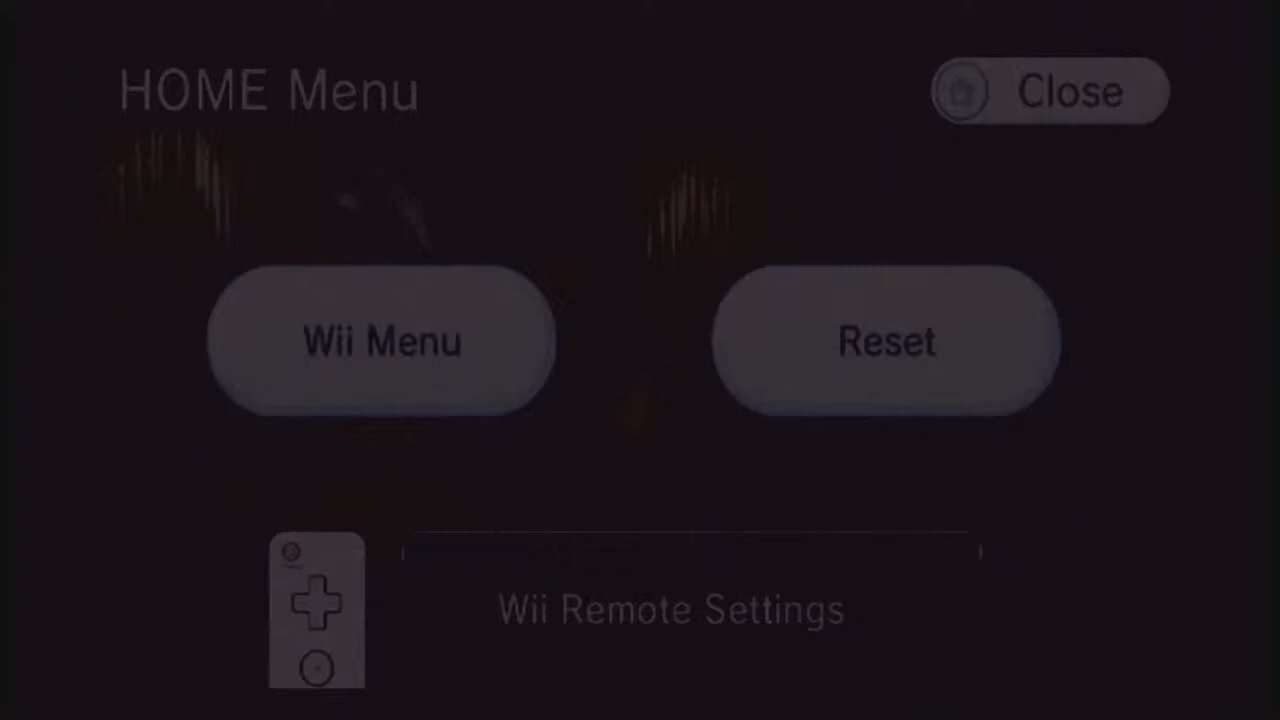 HOME Menu
Close
Wii Menu
Reset
Wii Remote Settings